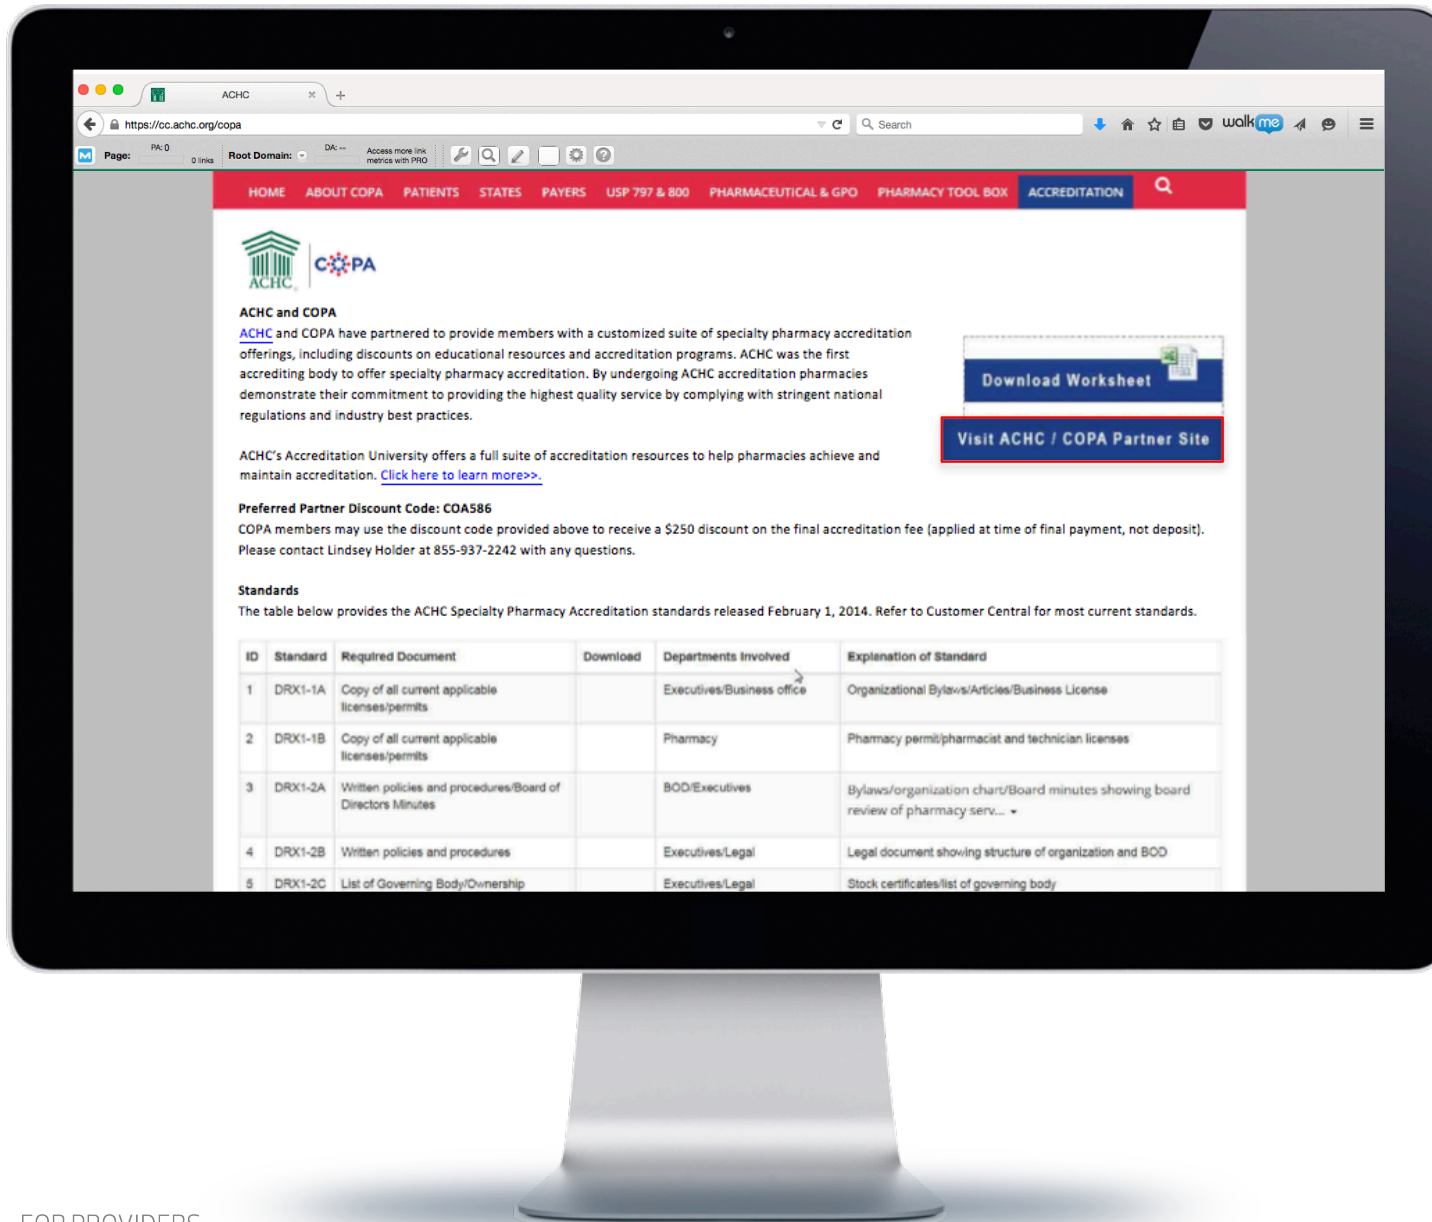 ACHC
https://cc.achc.org/copa
Search
walkme
Page:
PA: 0
0 links
Root Domain:
DA: --
Access more link
metrics with PRO
HOME ABOUT COPA PATIENTS STATES PAYERS USP 797 & 800 PHARMACEUTICAL & GPO PHARMACY TOOL BOX ACCREDITATION
ACHC
COPA
ACHC and COPA
ACHC and COPA have partnered to provide members with a customized suite of specialty pharmacy accreditation
offerings, including discounts on educational resources and accreditation programs. ACHC was the first
accrediting body to offer specialty pharmacy accreditation. By undergoing ACHC accreditation pharmacies
demonstrate their commitment to providing the highest quality service by complying with stringent national
regulations and industry best practices.
Download Worksheet
Visit ACHC / COPA Partner Site
ACHC's Accreditation University offers a full suite of accreditation resources to help pharmacies achieve and
maintain accreditation. Click here to learn more>>.
Preferred Partner Discount Code: COA586
COPA members may use the discount code provided above to receive a $250 discount on the final accreditation fee (applied at time of final payment, not deposit).
Please contact Lindsey Holder at 855-937-2242 with any questions.
Standards
The table below provides the ACHC Specialty Pharmacy Accreditation standards released February 1, 2014. Refer to Customer Central for most current standards.
ID Standard Required Document Download Departments Involved Explanation of Standard
1 DRX1-1A Copy of all current applicable Executives/Business office Organizational Bylaws/Articles/Business License
licenses/permits
2 DRX1-1B Copy of all current applicable Pharmacy Pharmacy permit/pharmacist and technician licenses
licenses/permits
3 DRX1-2A Written policies and procedures/Board of BOD/Executives Bylaws/organization chart/Board minutes showing board
Directors Minutes review of pharmacy serv...
4 DRX1-2B Written policies and procedures Executives/Legal Legal document showing structure of organization and BOD
5 DRX1-2C List of Governing Body/Ownership Executives/Legal Stock certificates/list of governing body
FOR PROVIDERS